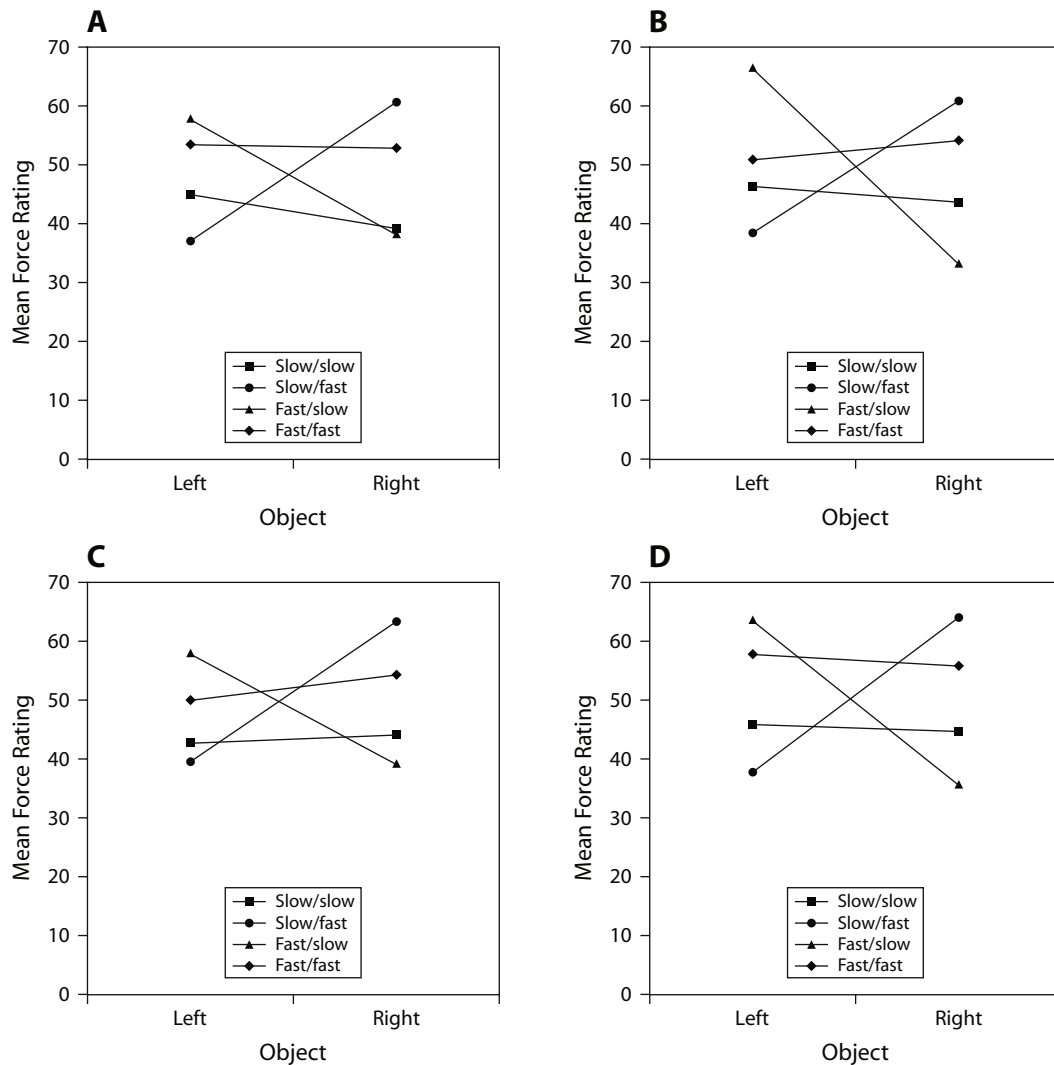 A
70
60
50
40
30
20
10
0
Mean Force Rating
Slow/slow
Slow/fast
Fast/slow
Fast/fast
Left
Right
Object
B
70
60
50
40
30
20
10
0
Mean Force Rating
Slow/slow
Slow/fast
Fast/slow
Fast/fast
Left
Right
Object
C
70
60
50
40
30
20
10
0
Mean Force Rating
Slow/slow
Slow/fast
Fast/slow
Fast/fast
Left
Right
Object
D
70
60
50
40
30
20
10
0
Mean Force Rating
Slow/slow
Slow/fast
Fast/slow
Fast/fast
Left
Right
Object